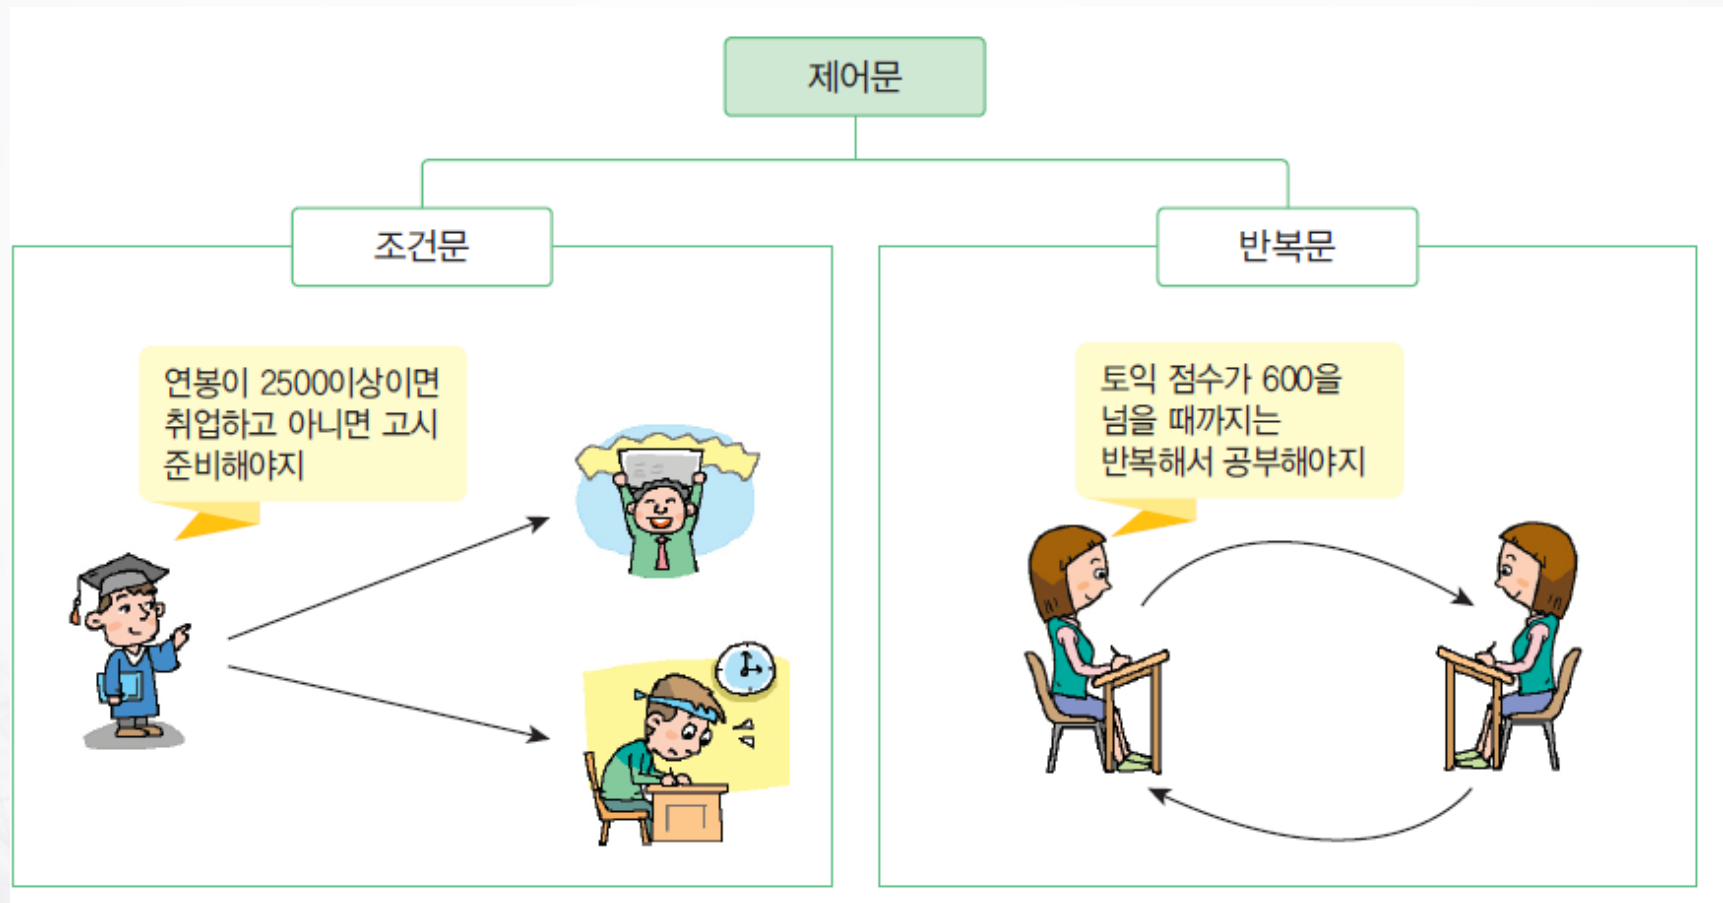 제어문
조건문
반복문
연봉이 2500이상이면
취업하고 아니면 고시
준비해야지
토익 점수가 600을
넘을 때까지는
반복해서 공부해야지